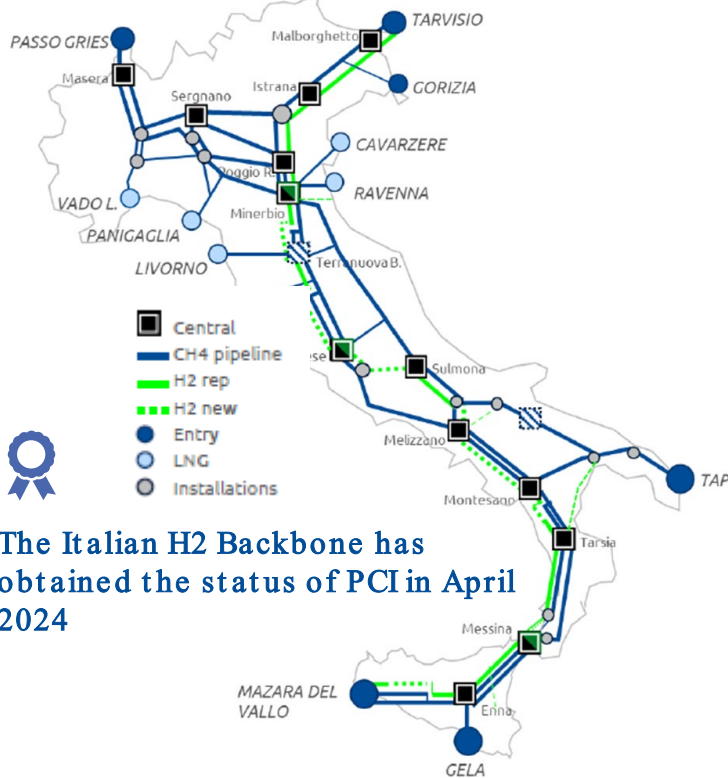 TARVISIO
PASSO GRIES
Malborghetto
Masera
Istrana
GORIZIA
Sergnano
CAVARZERE
Poggio R.
RAVENNA
VADO L.
Minerbio
PANIGAGLIA
LIVORNO
Terranuova B.
Central
CH4 pipeline
ese
Sulmona
H2 rep
H2 new
Entry
Melizzano
LNG
TAP
Installations
Montesano
The Italian H2 Backbone has
Tarsia
obtained the status of PCI in April
2024
Messina
MAZARA DEL
VALLO
Enna
GELA